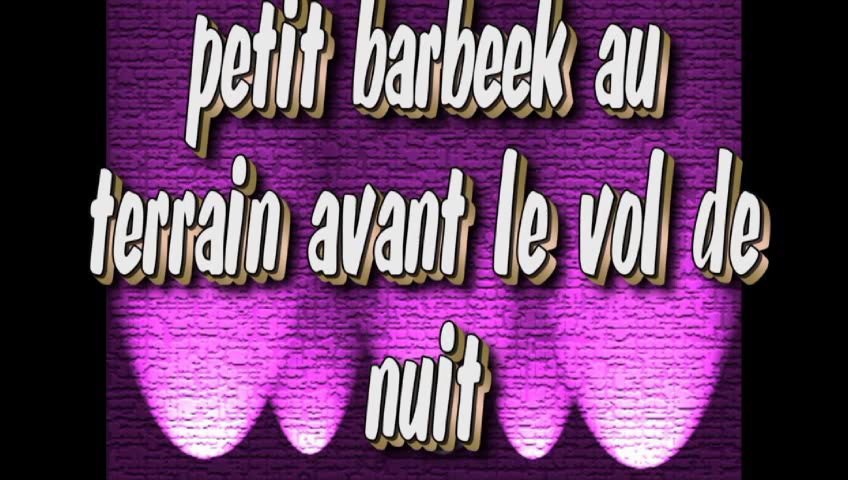 petit barbeek au
terrain avant le vol de
nuit